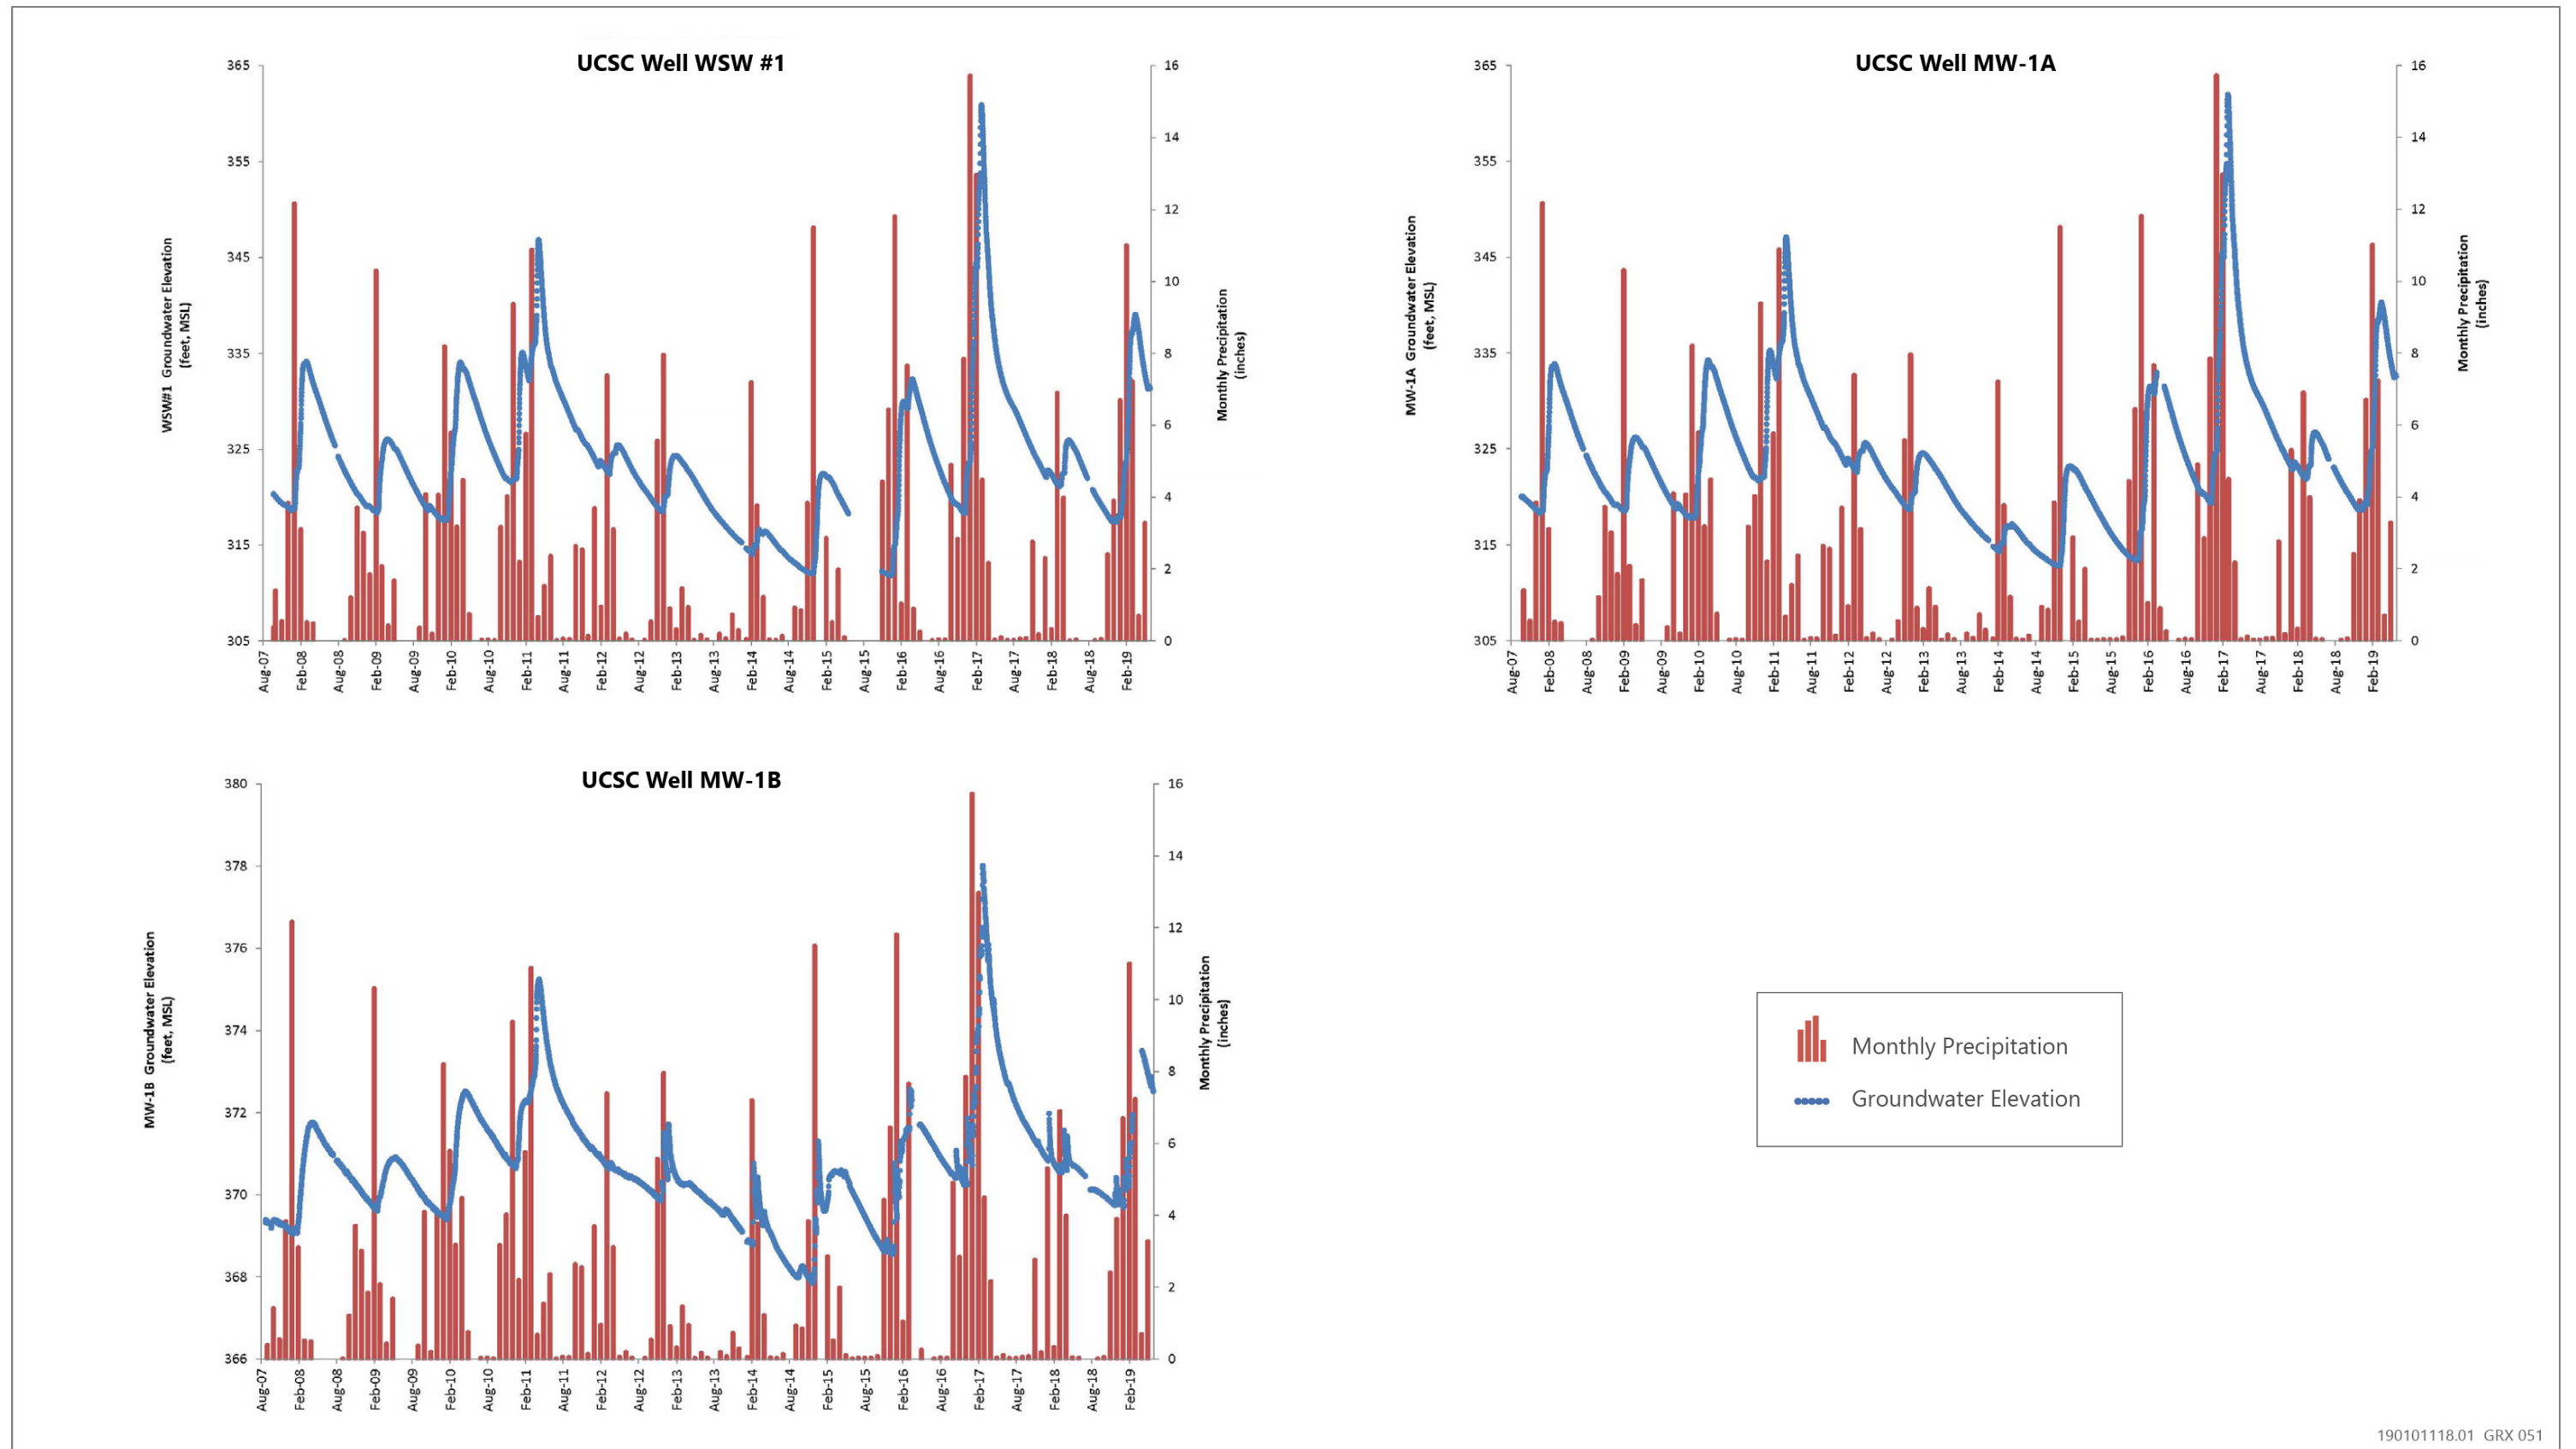 UCSC Well WSW #1
365
355
345
335
325
315
305
16
14
12
10
8
6
4
2
0
WSW#1 Groundwater Elevation
(feet, MSL)
Monthly Precipitation
(inches)
Aug-07
Feb-08
Aug-08
Feb-09
Aug-09
Feb-10
Aug-10
Feb-11
Aug-11
Feb-12
Aug-12
Feb-13
Aug-13
Feb-14
Aug-14
Feb-15
Aug-15
Feb-16
Aug-16
Feb-17
Aug-17
Feb-18
Aug-18
Feb-19
UCSC Well MW-1A
365
355
345
335
325
315
305
16
14
12
10
8
6
4
2
0
MW-1A Groundwater Elevation
(feet, MSL)
Monthly Precipitation
(inches)
Aug-07
Feb-08
Aug-08
Feb-09
Aug-09
Feb-10
Aug-10
Feb-11
Aug-11
Feb-12
Aug-12
Feb-13
Aug-13
Feb-14
Aug-14
Feb-15
Aug-15
Feb-16
Aug-16
Feb-17
Aug-17
Feb-18
Aug-18
Feb-19
UCSC Well MW-1B
380
378
376
374
372
370
368
366
16
14
12
10
8
6
4
2
0
MW-1B Groundwater Elevation
(feet, MSL)
Monthly Precipitation
(inches)
Aug-07
Feb-08
Aug-08
Feb-09
Aug-09
Feb-10
Aug-10
Feb-11
Aug-11
Feb-12
Aug-12
Feb-13
Aug-13
Feb-14
Aug-14
Feb-15
Aug-15
Feb-16
Aug-16
Feb-17
Aug-17
Feb-18
Aug-18
Feb-19
Monthly Precipitation
Groundwater Elevation
190101118.01 GRX 051